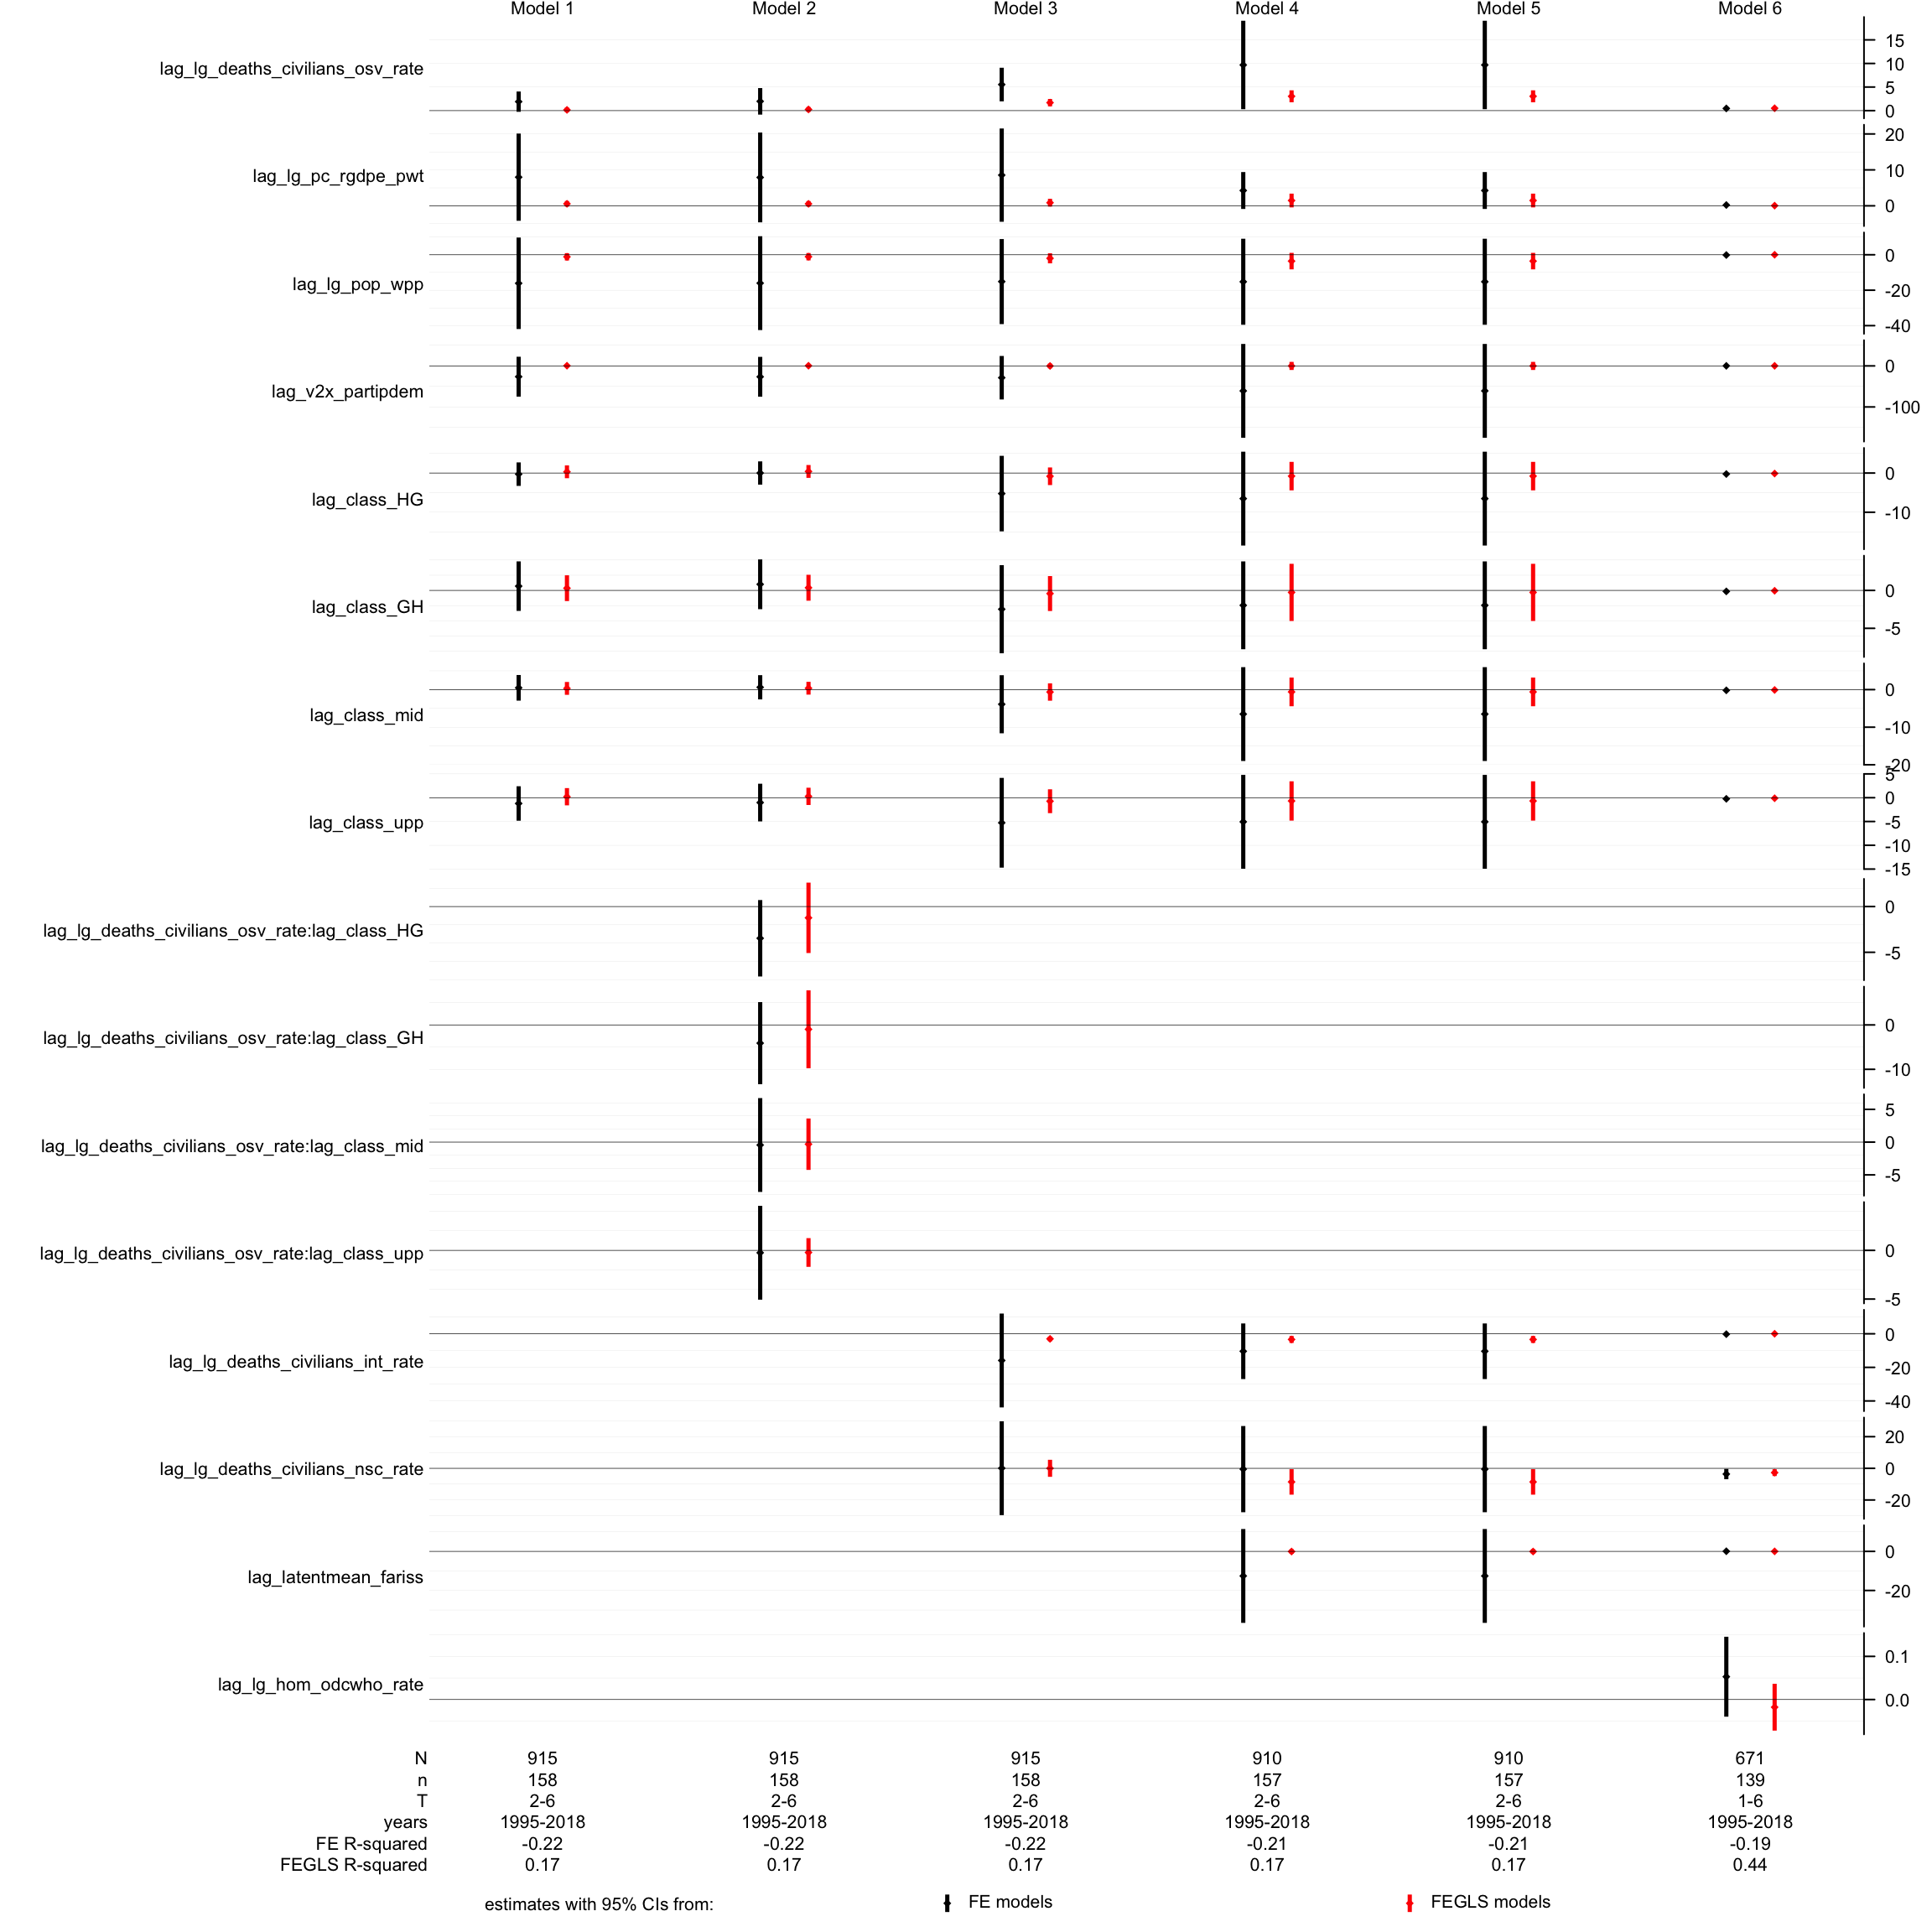 Model 1 Model 2 Model 3 Model 4 Model 5 Model 6
lag_lg_deaths_civilians_osv_rate
15
10
5
0
lag_lg_pc_rgdpe_pwt
20
10
0
lag_lg_pop_wpp
0
-20
-40
lag_v2x_partipdem
0
-100
lag_class_HG
0
-10
lag_class_GH
0
-5
lag_class_mid
0
-10
-20
lag_class_upp
5
0
-5
-10
-15
lag_lg_deaths_civilians_osv_rate:lag_class_HG
0
-5
lag_lg_deaths_civilians_osv_rate:lag_class_GH
0
-10
lag_lg_deaths_civilians_osv_rate:lag_class_mid
5
0
-5
lag_lg_deaths_civilians_osv_rate:lag_class_upp
0
-5
lag_lg_deaths_civilians_int_rate
0
-20
-40
lag_lg_deaths_civilians_nsc_rate
20
0
-20
lag_latentmean_fariss
0
-20
lag_lg_hom_odcwho_rate
0.1
0.0
N 915 915 915 910 910 671
n 158 158 158 157 157 139
T 2-6 2-6 2-6 2-6 2-6 1-6
years 1995-2018 1995-2018 1995-2018 1995-2018 1995-2018 1995-2018
FE R-squared -0.22 -0.22 -0.22 -0.21 -0.21 -0.19
FEGLS R-squared 0.17 0.17 0.17 0.17 0.17 0.44
estimates with 95% CIs from: FE models FEGLS models